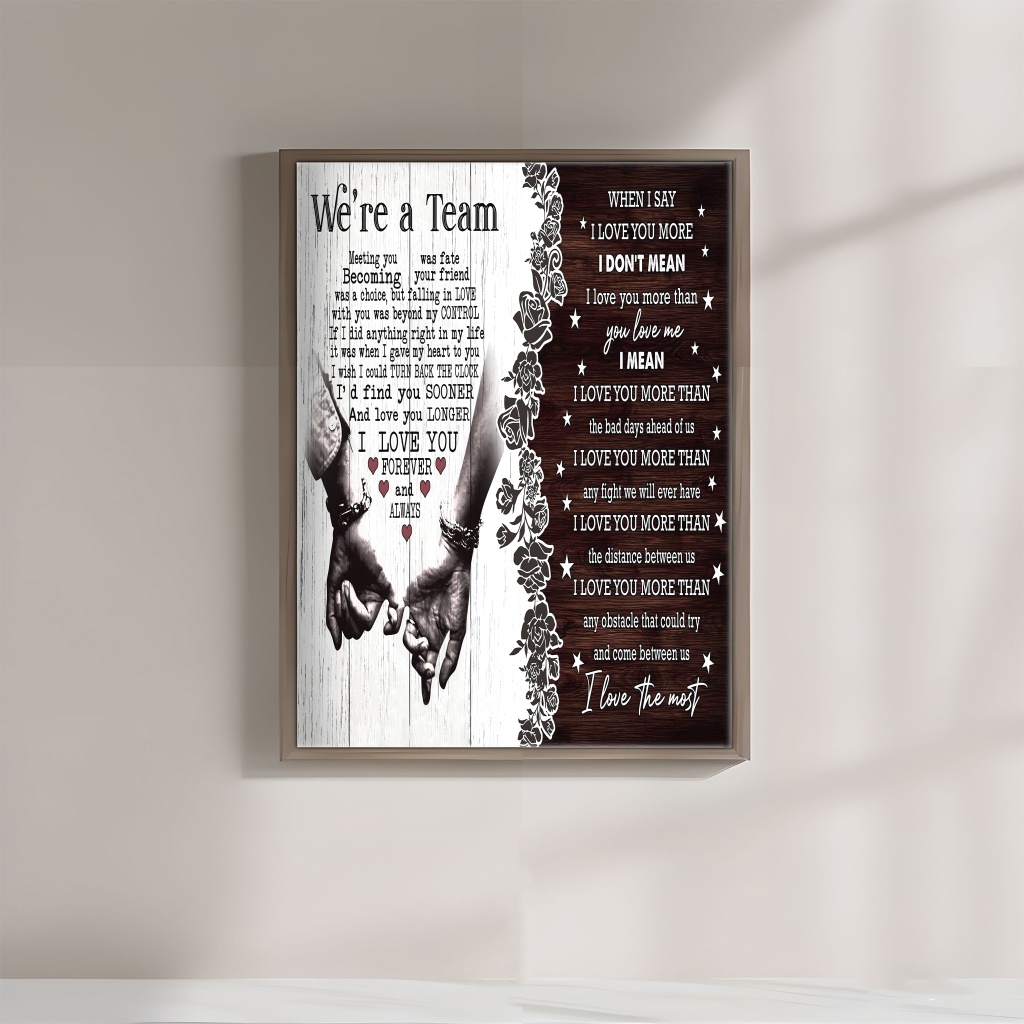 We're a Team
Meeting you was fate
Becoming your friend
was a choice, but falling in LOVE
with you was beyond my CONTROL
If I did anything right in my life
it was when I gave my heart to you
I wish I could TURN BACK THE CLOCK
I'd find you SOONER
And love you LONGER
I LOVE YOU
FOREVER
and
ALWAYS
WHEN I SAY
I LOVE YOU MORE
I DON'T MEAN
I love you more than
you love me
I MEAN
I LOVE YOU MORE THAN
the bad days ahead of us
I LOVE YOU MORE THAN
any fight we will ever have
I LOVE YOU MORE THAN
the distance between us
I LOVE YOU MORE THAN
any obstacle that could try
and come between us
I love the most